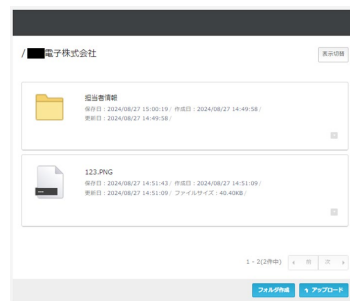 / 電子株式会社
表示切替
担当者情報
保存日：2024/08/27 15:00:19 / 作成日：2024/08/27 14:49:58 /
更新日：2024/08/27 14:49:58 /
123.PNG
保存日：2024/08/27 14:51:43 / 作成日：2024/08/27 14:51:09 /
更新日：2024/08/27 14:51:09 / ファイルサイズ：40.40KB /
1 - 2(2件中) ‹ 前 次 ›
フォルダ作成 アップロード